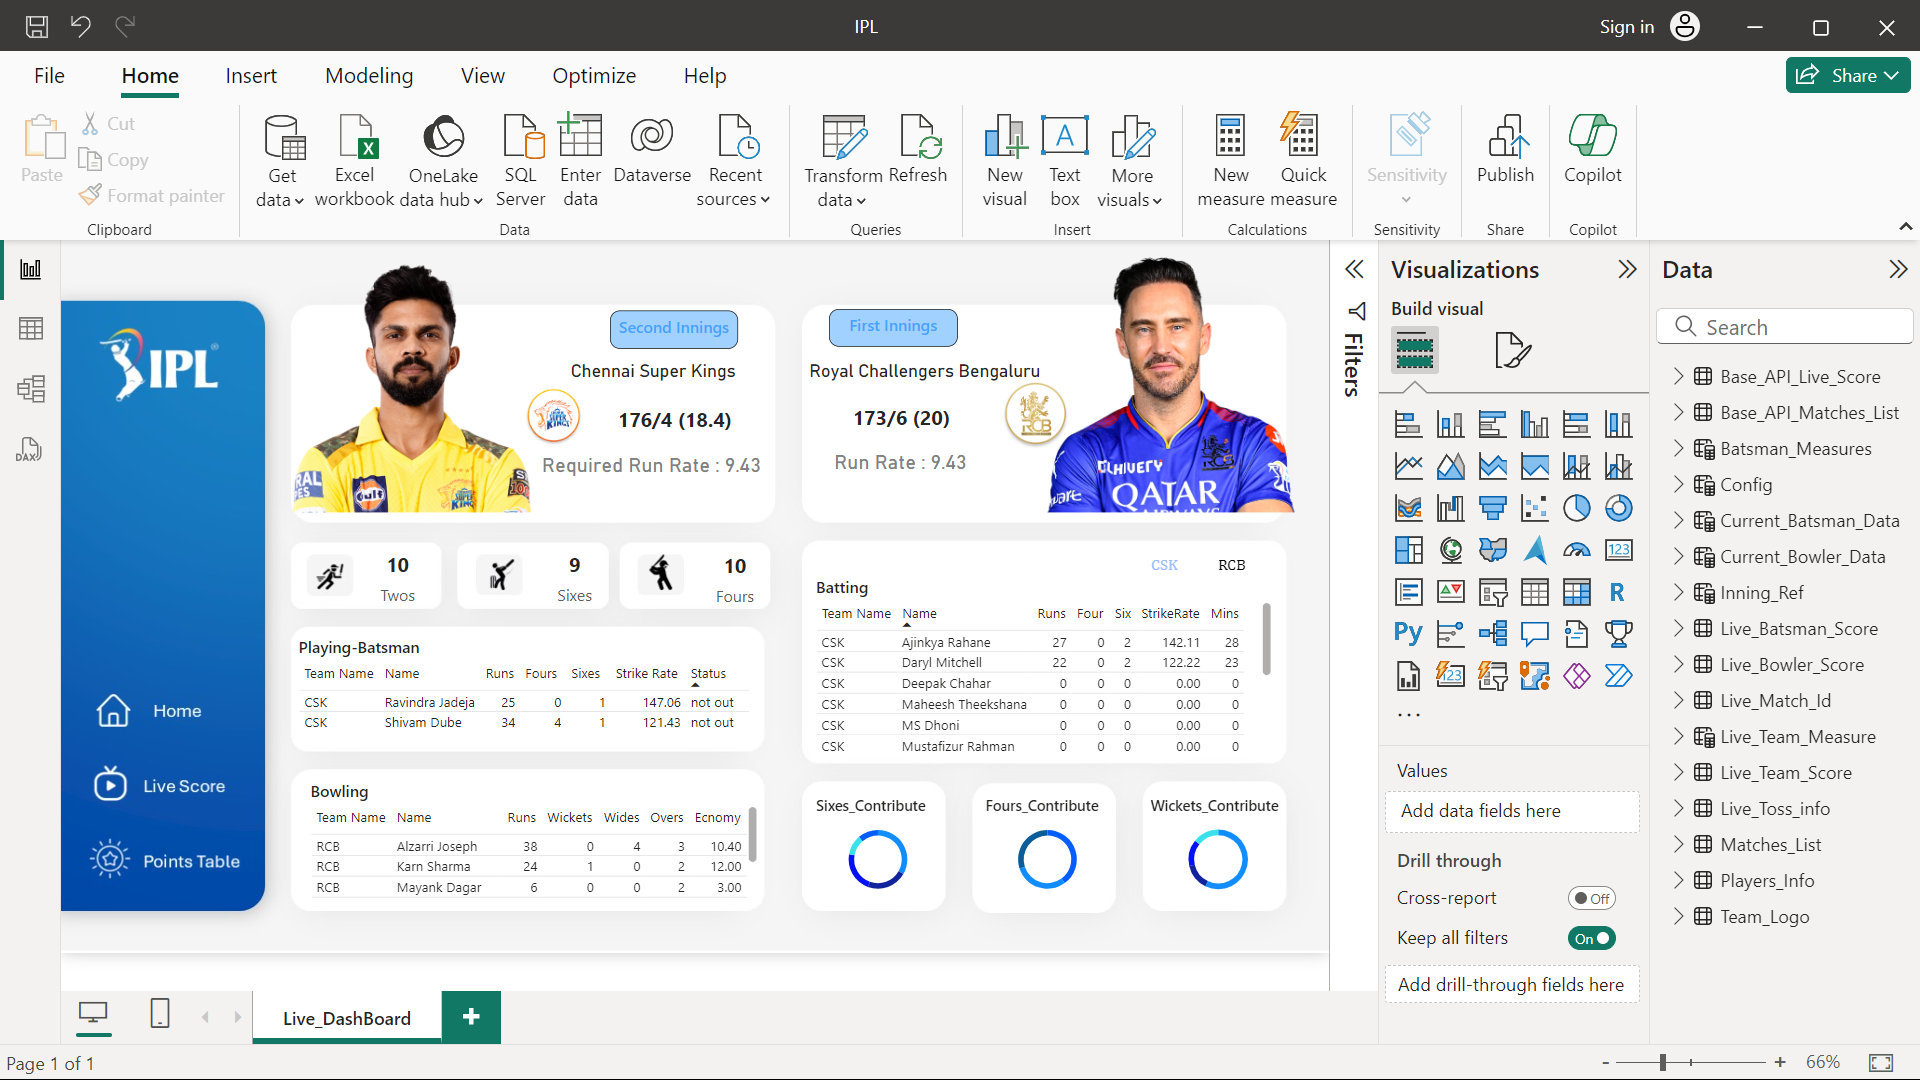 IPL
Sign in
File Home Insert Modeling View Optimize Help
Share
Paste
Cut
Copy
Format painter
Clipboard
Get data
Excel workbook
OneLake data hub
SQL Server
Enter data
Dataverse
Recent sources
Data
Transform data
Refresh
Queries
New visual
Text box
More visuals
Insert
New measure
Quick measure
Calculations
Sensitivity
Sensitivity
Publish
Share
Copilot
Copilot
IPL
Home
Live Score
Points Table
Second Innings
Chennai Super Kings
176/4 (18.4)
Required Run Rate : 9.43
Gulf
First Innings
Royal Challengers Bengaluru
173/6 (20)
Run Rate : 9.43
RCB
QATAR
AIRWAYS
10
Twos
9
Sixes
10
Fours
Playing-Batsman
Team Name Name Runs Fours Sixes Strike Rate Status
CSK Ravindra Jadeja 25 0 1 147.06 not out
CSK Shivam Dube 34 4 1 121.43 not out
Bowling
Team Name Name Runs Wickets Wides Overs Ecnomy
RCB Alzarri Joseph 38 0 4 3 10.40
RCB Karn Sharma 24 1 0 2 12.00
RCB Mayank Dagar 6 0 0 2 3.00
CSK RCB
Batting
Team Name Name Runs Four Six StrikeRate Mins
CSK Ajinkya Rahane 27 0 2 142.11 28
CSK Daryl Mitchell 22 0 2 122.22 23
CSK Deepak Chahar 0 0 0 0.00 0
CSK Maheesh Theekshana 0 0 0 0.00 0
CSK MS Dhoni 0 0 0 0.00 0
CSK Mustafizur Rahman 0 0 0 0.00 0
Sixes_Contribute
Fours_Contribute
Wickets_Contribute
Filters
Visualizations
Build visual
123
R
Py
123
...
Values
Add data fields here
Drill through
Cross-report Off
Keep all filters On
Add drill-through fields here
Data
Search
Base_API_Live_Score
Base_API_Matches_List
Batsman_Measures
Config
Current_Batsman_Data
Current_Bowler_Data
Inning_Ref
Live_Batsman_Score
Live_Bowler_Score
Live_Match_Id
Live_Team_Measure
Live_Team_Score
Live_Toss_info
Matches_List
Players_Info
Team_Logo
DAX
Live_DashBoard
+
Page 1 of 1
- + 66%